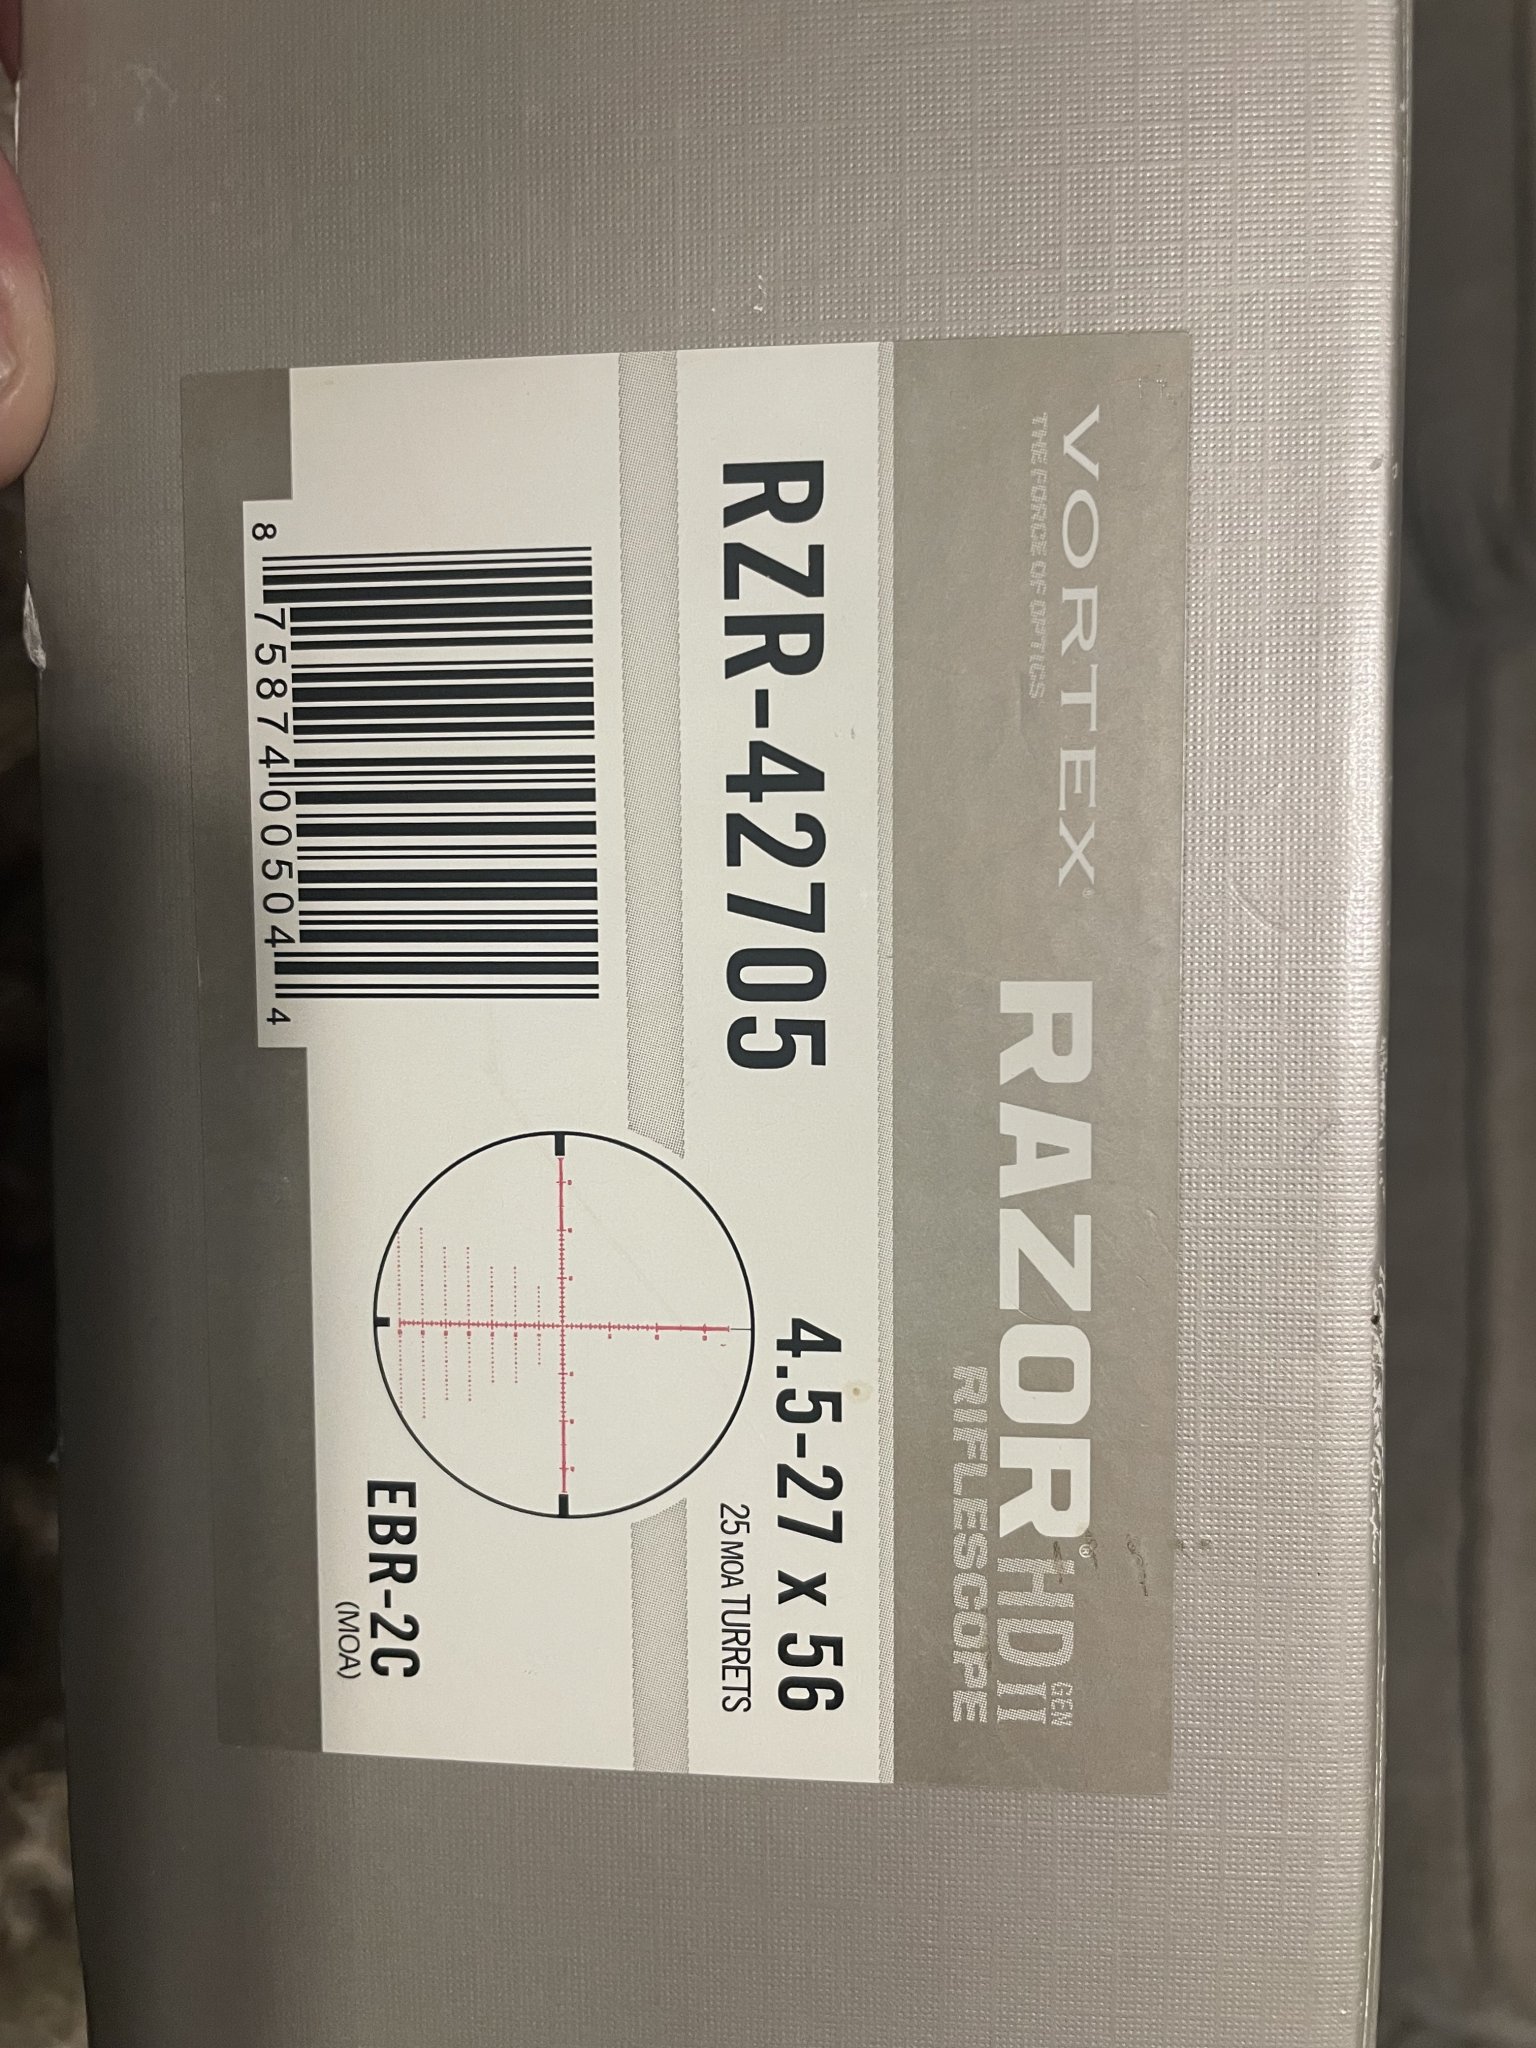 VORTEX®
THE FORCE OF OPTICS
RAZOR® HD GEN II
RIFLESCOPE
RZR-42705
4.5-27 x 56
25 MOA TURRETS
8 75874 00504 4
EBR-2C
(MOA)